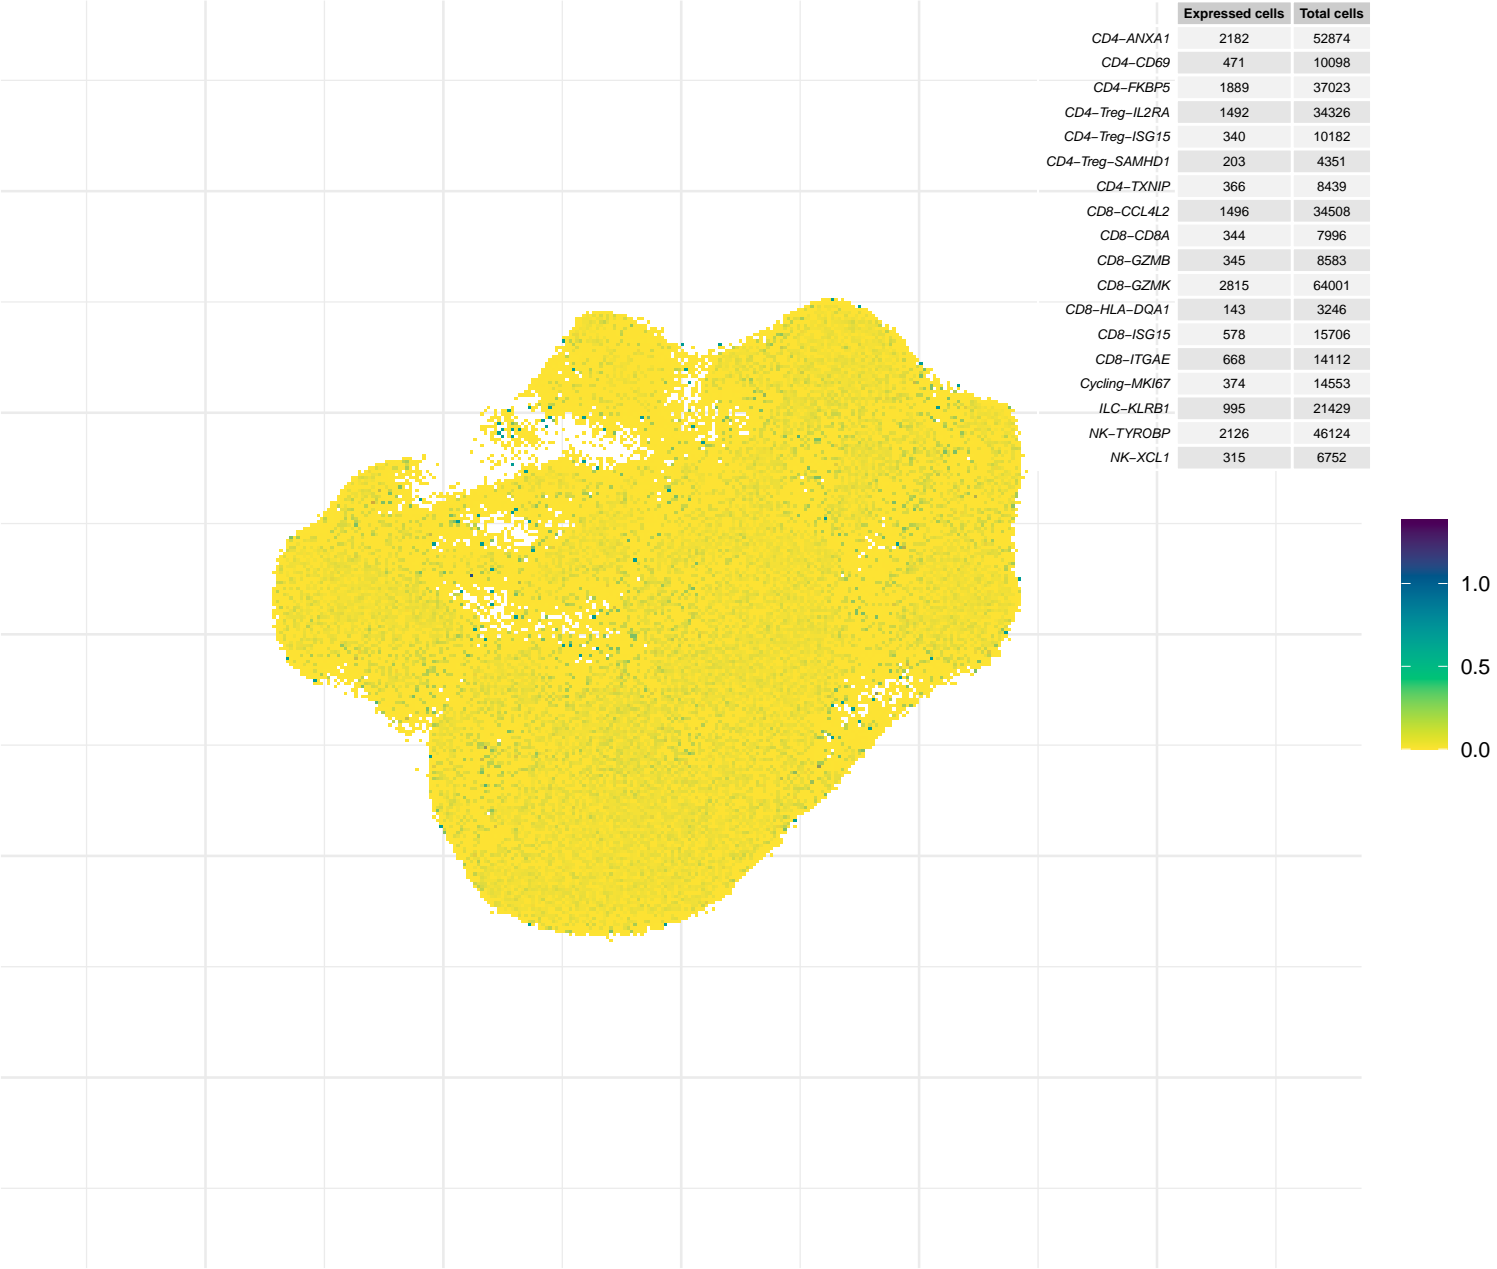 Expressed cells Total cells
CD4−ANXA1 2182 52874
CD4−CD69 471 10098
CD4−FKBP5 1889 37023
CD4−Treg−IL2RA 1492 34326
CD4−Treg−ISG15 340 10182
CD4−Treg−SAMHD1 203 4351
CD4−TXNIP 366 8439
CD8−CCL4L2 1496 34508
CD8−CD8A 344 7996
CD8−GZMB 345 8583
CD8−GZMK 2815 64001
CD8−HLA−DQA1 143 3246
CD8−ISG15 578 15706
CD8−ITGAE 668 14112
Cycling−MKI67 374 14553
ILC−KLRB1 995 21429
NK−TYROBP 2126 46124
NK−XCL1 315 6752
1.0
0.5
0.0